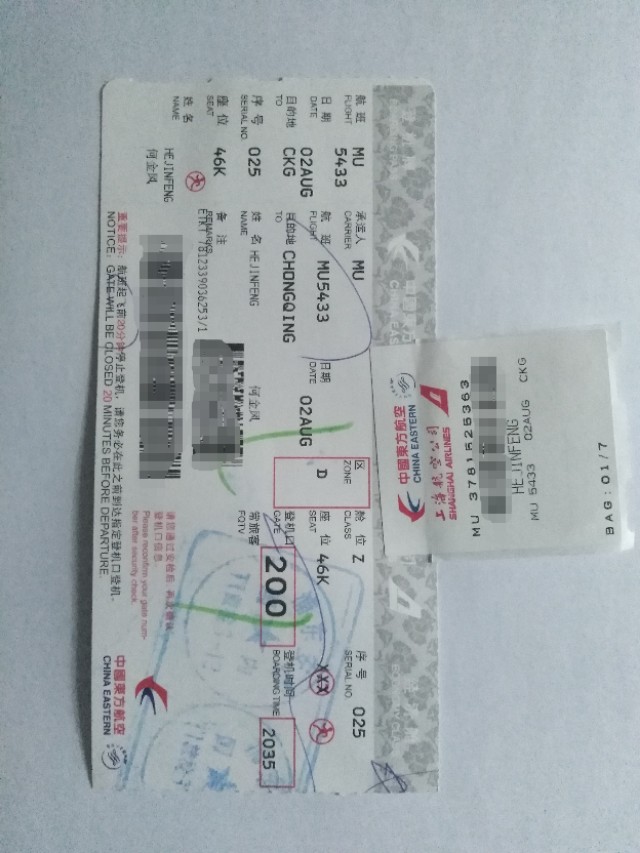 航班 MU
FLIGHT 5433
日期
DATE 02AUG
目的地
TO CKG
序号
SERIAL NO. 025
座位
SEAT 46K
姓名
NAME HEJINFENG
何金凤
承运人 MU
CARRIER
航班 MU5433
FLIGHT
日期
DATE 02AUG
目的地 CHONGQING
TO
姓名 HEJINFENG
NAME
何金凤
备注
REMARKS
ETKT7812339036253/1
区
ZONE D
舱位 Z
CLASS
座位 46K
SEAT
登机口
GATE 200
常旅客
FQTV
序号 025
SERIAL NO.
登机时间
BOARDING TIME 2035
请您通过安检后,再次确认
登机口信息。
Please reconfirm your gate num-
ber after security check.
重要提示:航班起飞前20分钟停止登机,请您务必在此之前到达指定登机口登机。
NOTICE: GATE WILL BE CLOSED 20 MINUTES BEFORE DEPARTURE.
中國東方航空
CHINA EASTERN
中國東方航空
CHINA EASTERN
上海航空公司
SHANGHAI AIRLINES
MU 3781525363
HEJINFENG
MU 5433 02AUG CKG
BAG:01/7